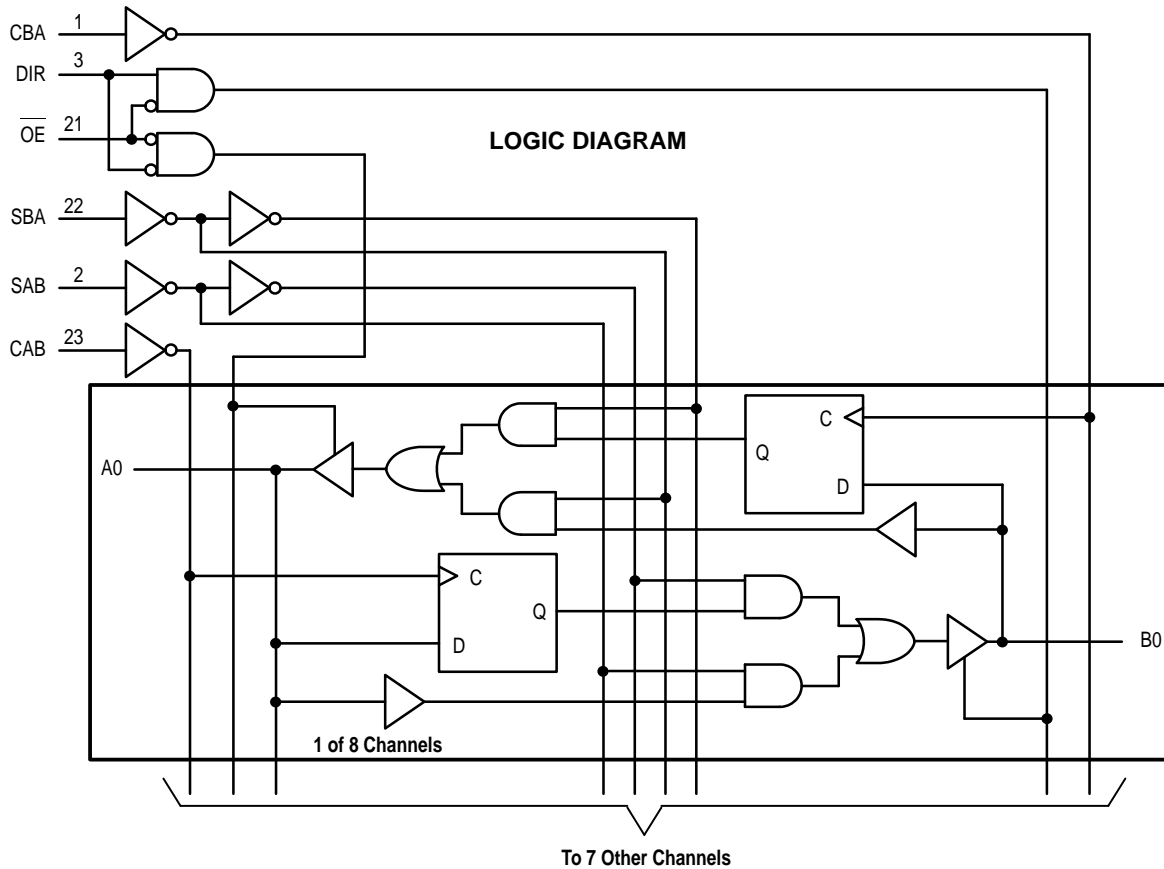 CBA 1
DIR 3
OE 21
LOGIC DIAGRAM
SBA 22
SAB 2
CAB 23
C
Q
A0
D
C
Q
D
B0
1 of 8 Channels
To 7 Other Channels